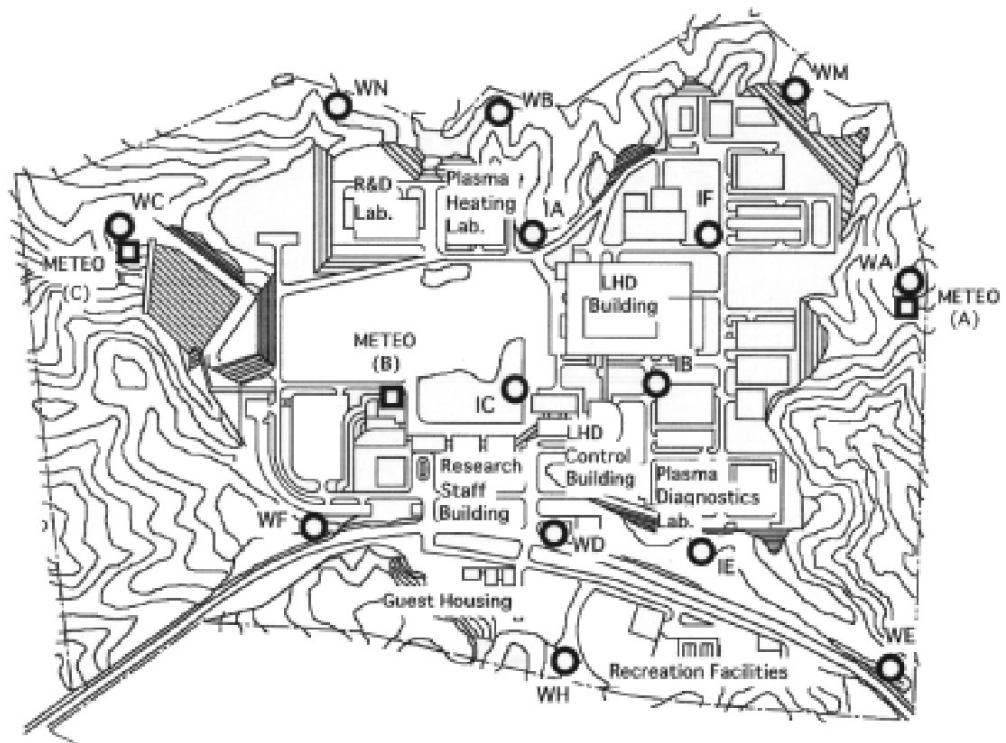 WN
WB
WM
WC
R&D
Lab.
Plasma
Heating
Lab.
IA
IF
METEO
(C)
LHD
Building
WA
METEO
(A)
METEO
(B)
IC
IB
Research
Staff
Building
LHD
Control
Building
Plasma
Diagnostics
Lab.
WF
WD
IE
Guest Housing
WH
Recreation Facilities
WE